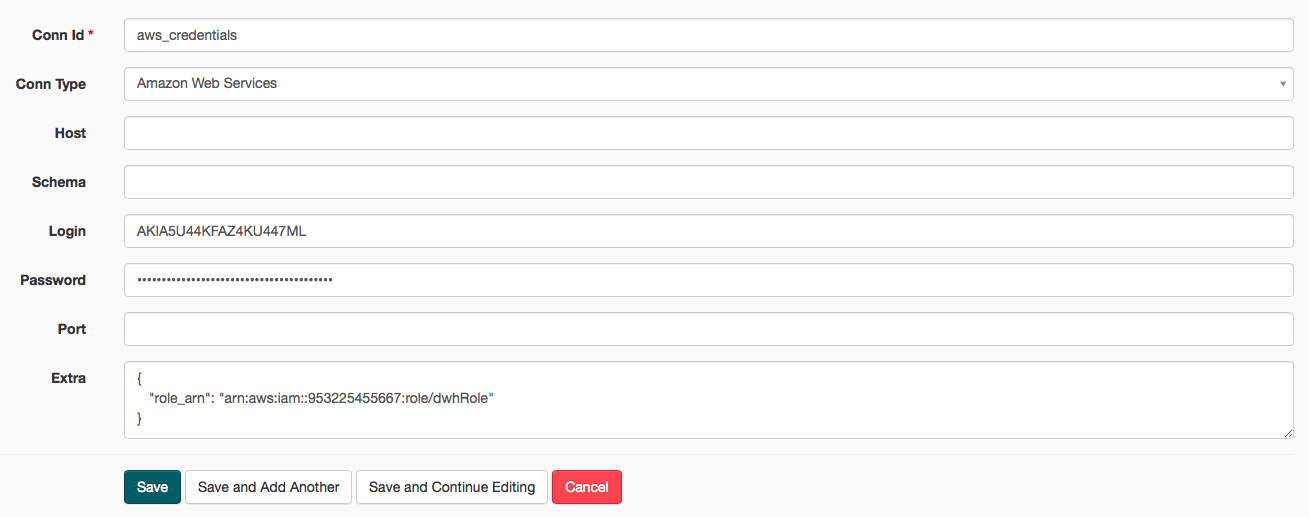 Conn Id * aws_credentials
Conn Type Amazon Web Services
Host
Schema
Login AKIA5U44KFAZ4KU447ML
Password ••••••••••••••••••••••••••••••••••••••••
Port
Extra {
"role_arn": "arn:aws:iam::953225455667:role/dwhRole"
}
Save Save and Add Another Save and Continue Editing Cancel